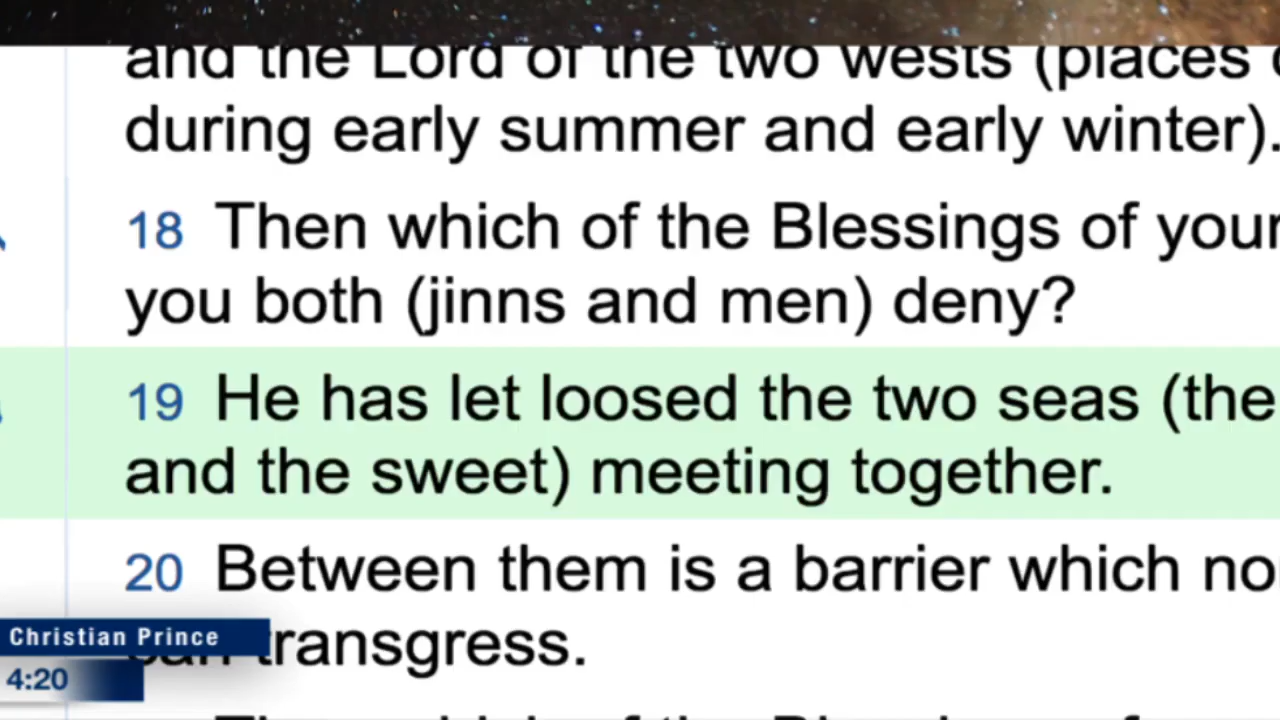 and the Lord of the two wests (places
during early summer and early winter).
18 Then which of the Blessings of your
you both (jinns and men) deny?
19 He has let loosed the two seas (the
and the sweet) meeting together.
20 Between them is a barrier which
can transgress.
Christian Prince
4:20